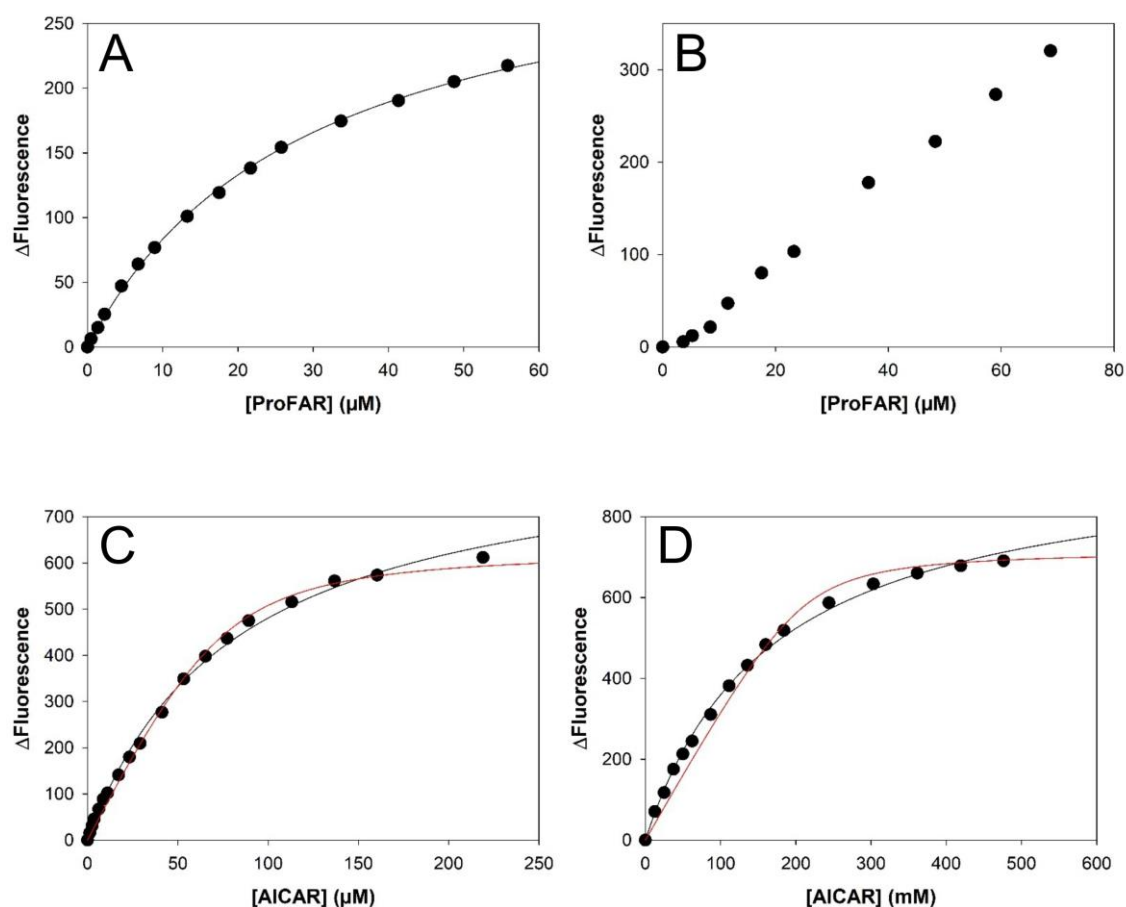 A
250
200
150
100
50
0
ΔFluorescence
0 10 20 30 40 50 60
[ProFAR] (µM)
B
300
200
100
0
ΔFluorescence
0 20 40 60 80
[ProFAR] (µM)
C
700
600
500
400
300
200
100
0
ΔFluorescence
0 50 100 150 200 250
[AICAR] (µM)
D
800
600
400
200
0
ΔFluorescence
0 100 200 300 400 500 600
[AICAR] (mM)